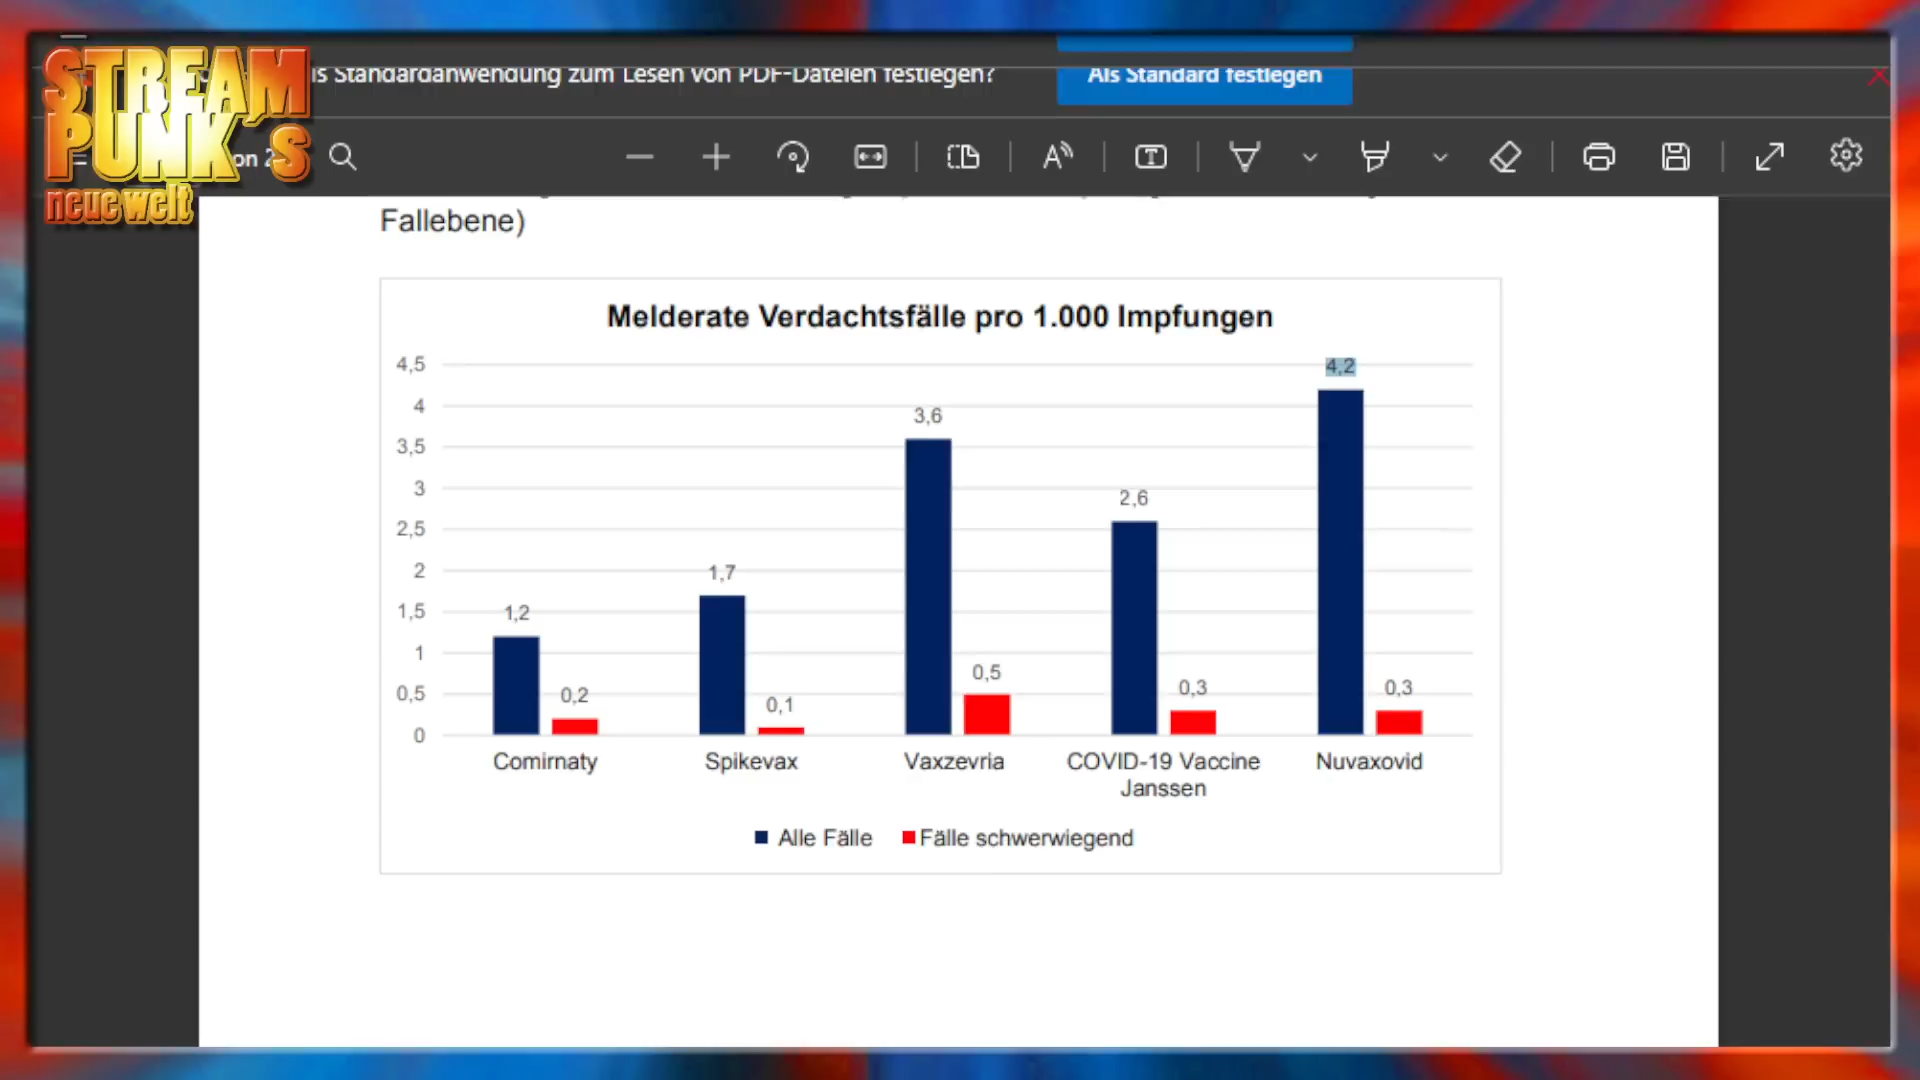 STREAM
PUNK´S
neue welt
is Standardanwendung zum Lesen von PDF-Dateien festlegen?
Als Standard festlegen
on 2
Fallebene)
Melderate Verdachtsfälle pro 1.000 Impfungen
4,5
4
3,5
3
2,5
2
1,5
1
0,5
0
1,2
0,2
1,7
0,1
3,6
0,5
2,6
0,3
4,2
0,3
Comirnaty
Spikevax
Vaxzevria
COVID-19 Vaccine
Janssen
Nuvaxovid
Alle Fälle
Fälle schwerwiegend